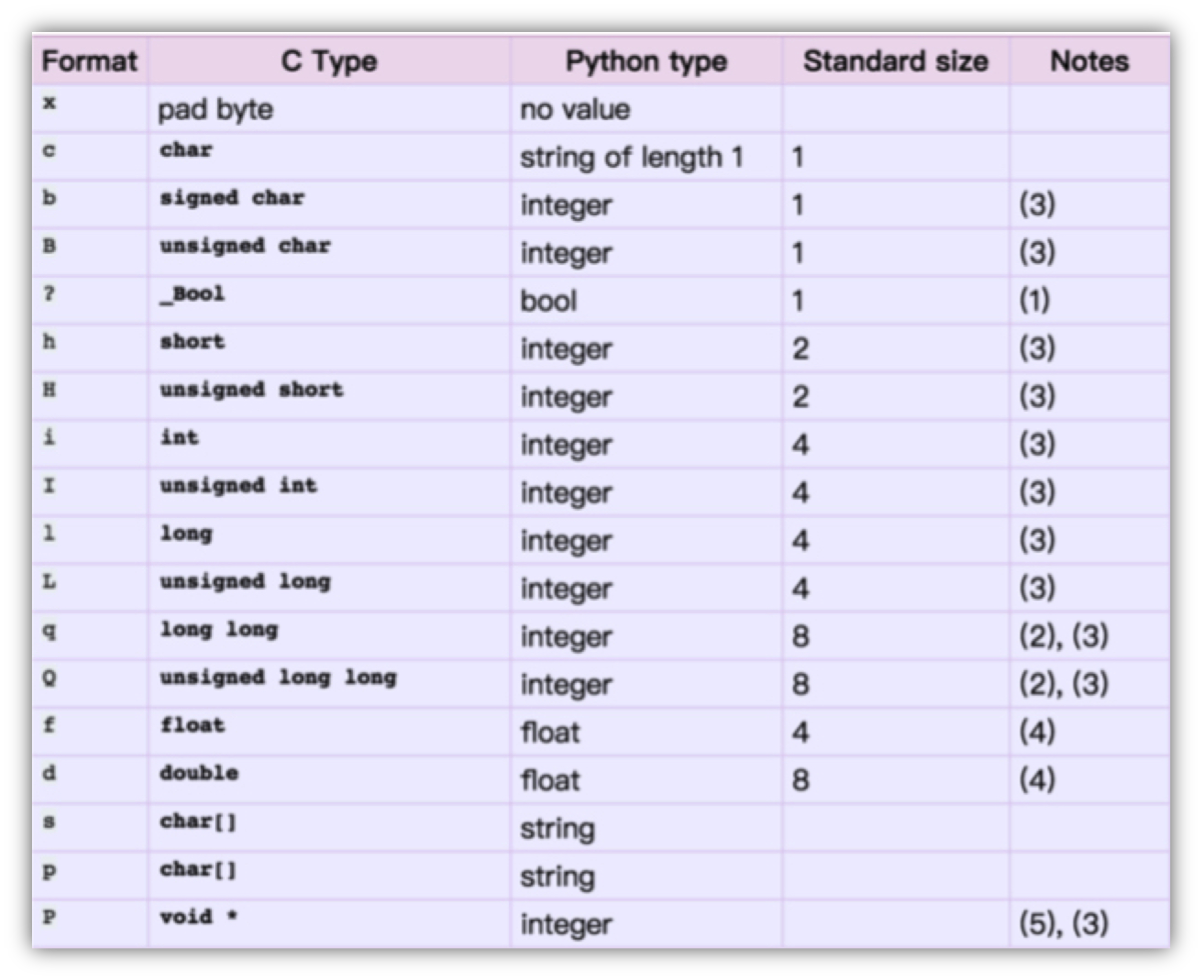 Format C Type Python type Standard size Notes
x pad byte no value
c char string of length 1 1
b signed char integer 1 (3)
B unsigned char integer 1 (3)
? _Bool bool 1 (1)
h short integer 2 (3)
H unsigned short integer 2 (3)
i int integer 4 (3)
I unsigned int integer 4 (3)
l long integer 4 (3)
L unsigned long integer 4 (3)
q long long integer 8 (2), (3)
Q unsigned long long integer 8 (2), (3)
f float float 4 (4)
d double float 8 (4)
s char[] string
p char[] string
P void * integer (5), (3)